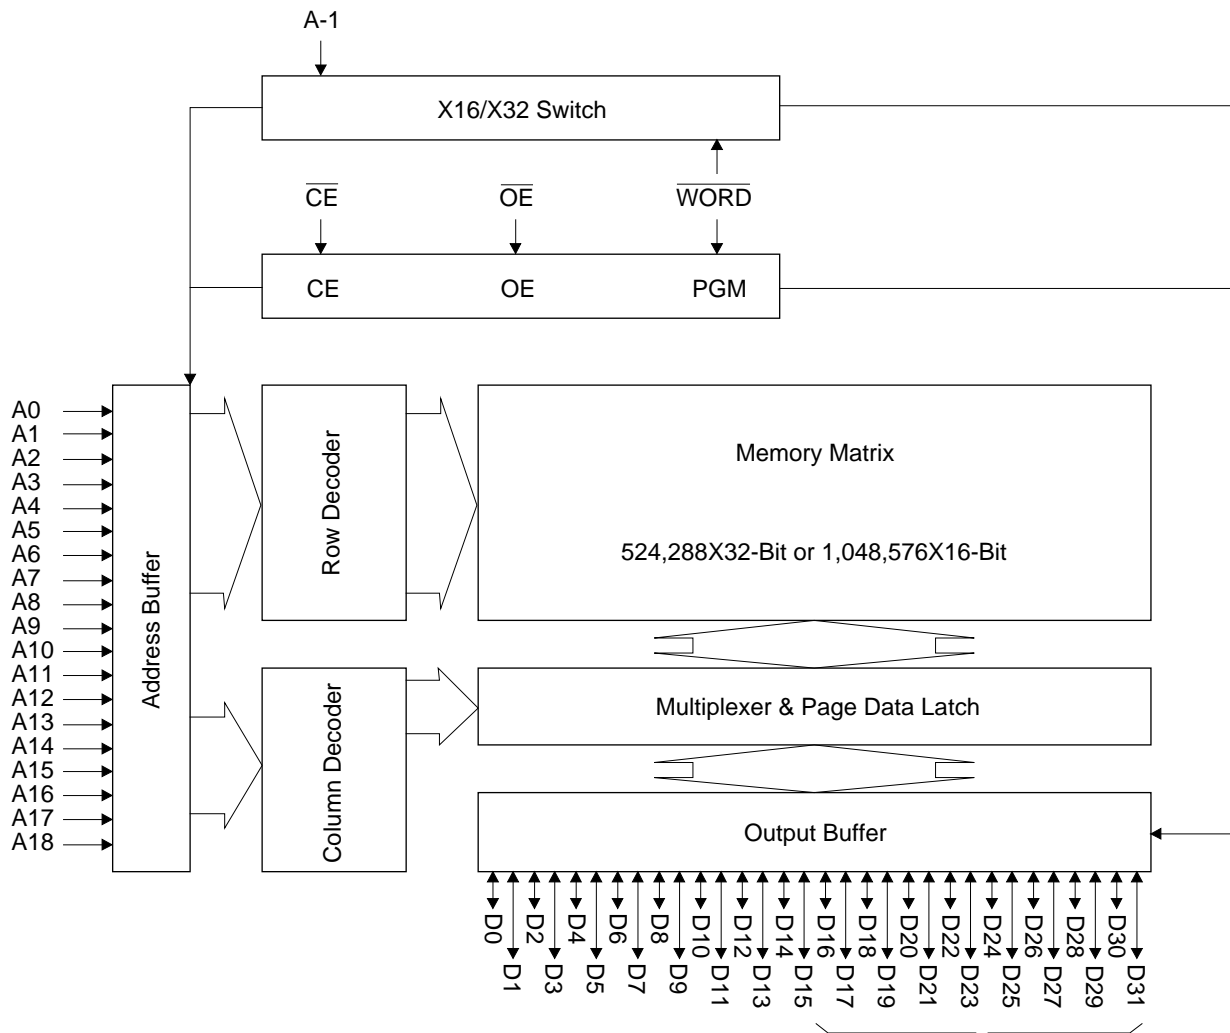 A-1
X16/X32 Switch
CE OE WORD
CE OE PGM
A0
A1
A2
A3
A4
A5
A6
A7
A8
A9
A10
A11
A12
A13
A14
A15
A16
A17
A18
Address Buffer
Row Decoder
Column Decoder
Memory Matrix
524,288X32-Bit or 1,048,576X16-Bit
Multiplexer & Page Data Latch
Output Buffer
D0
D1
D2
D3
D4
D5
D6
D7
D8
D9
D10
D11
D12
D13
D14
D15
D16
D17
D18
D19
D20
D21
D22
D23
D24
D25
D26
D27
D28
D29
D30
D31